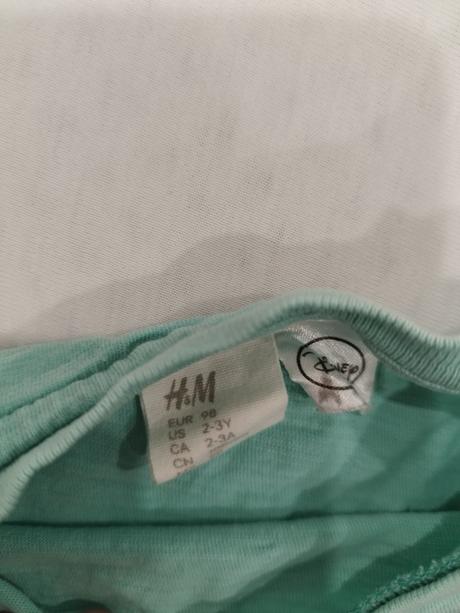 H&M
EUR 98
US 2-3Y
CA 2-3A
CN
Disney